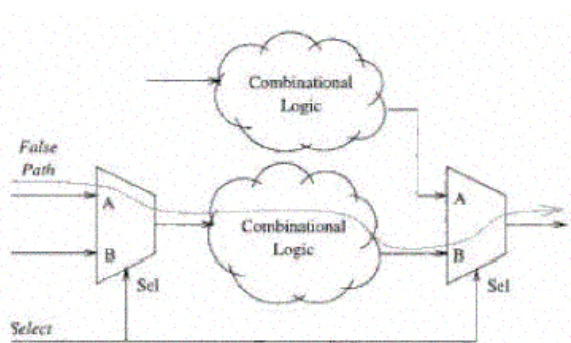 Combinational
Logic
False
Path
A
B
Sel
Combinational
Logic
A
B
Sel
Select